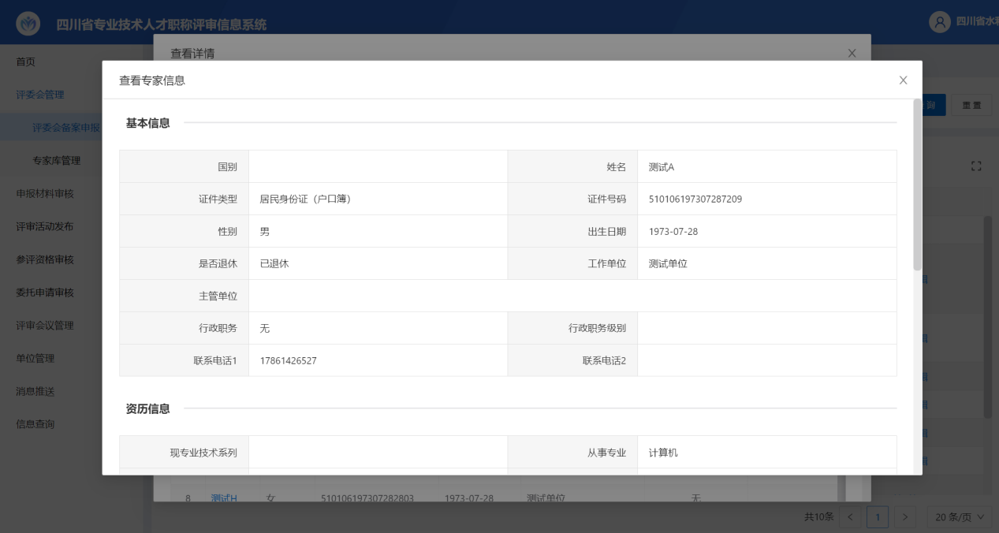 四川省专业技术人才职称评审信息系统
四川省水利
首页
评委会管理
评委会备案申报
专家库管理
申报材料审核
评审活动发布
参评资格审核
委托申请审核
评审会议管理
单位管理
消息推送
信息查询
查看详情
询 重 置
查看专家信息
基本信息
国别 姓名 测试A
证件类型 居民身份证（户口簿） 证件号码 510106197307287209
性别 男 出生日期 1973-07-28
是否退休 已退休 工作单位 测试单位
主管单位
行政职务 无 行政职务级别
联系电话1 17861426527 联系电话2
资历信息
现专业技术系列 从事专业 计算机
8 测试H 女 510106197307282803 1973-07-28 测试单位 无
共10条 < 1 > 20 条/页